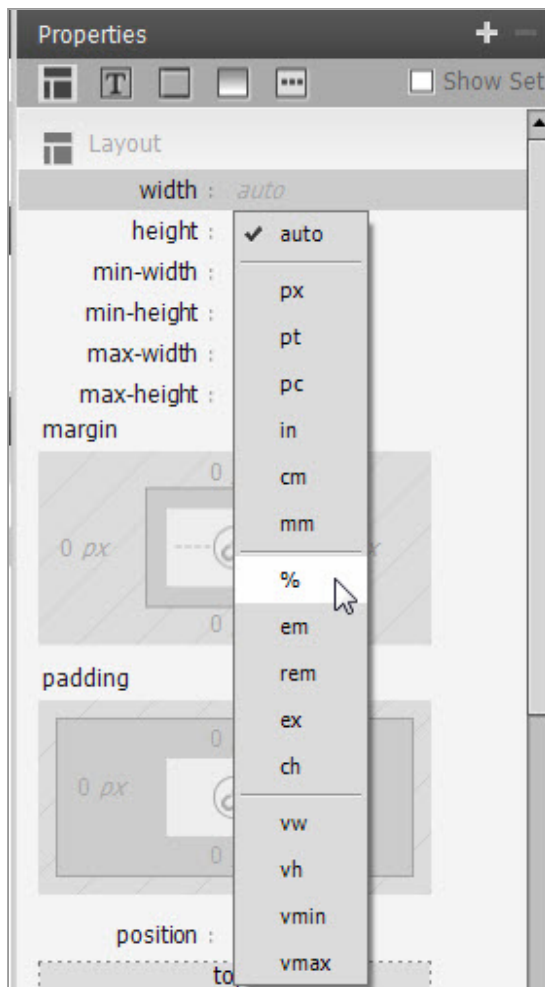 Properties
T
Show Set
Layout
width : auto
height :
✓ auto
min-width :
px
min-height :
pt
max-width :
pc
max-height :
in
margin
cm
0
mm
0 px
x
%
0
em
padding
rem
ex
0
ch
0 px
vw
0
vh
position :
vmin
to
vmax